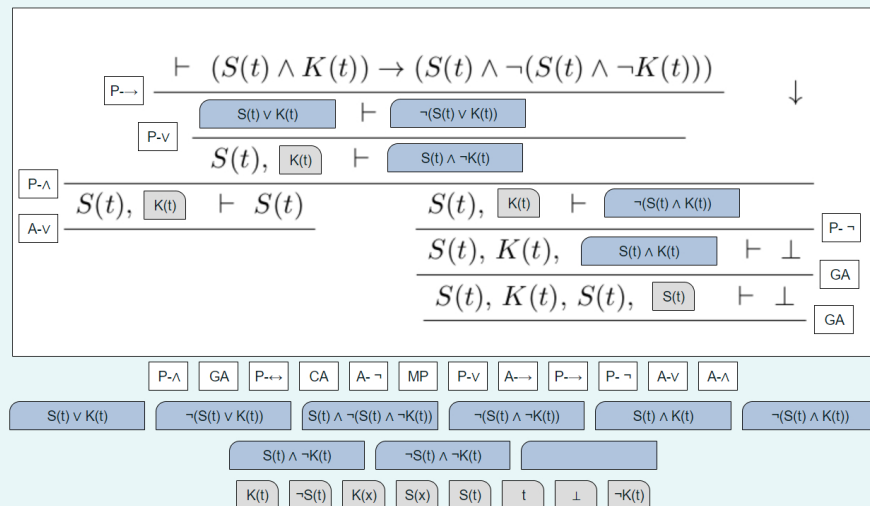 ⊢ (S(t) ∧ K(t)) → (S(t) ∧ ¬(S(t) ∧ ¬K(t)))
P-→ ↓
S(t) ∨ K(t) ⊢ ¬(S(t) ∨ K(t))
P-∨
S(t), K(t) ⊢ S(t) ∧ ¬K(t)
P-∧
S(t), K(t) ⊢ S(t) S(t), K(t) ⊢ ¬(S(t) ∧ K(t))
A-∨ P- ¬
S(t), K(t), S(t) ∧ K(t) ⊢ ⊥
GA
S(t), K(t), S(t), S(t) ⊢ ⊥
GA
P-∧ GA P-↔ CA A- ¬ MP P-∨ A-→ P-→ P- ¬ A-∨ A-∧
S(t) ∨ K(t) ¬(S(t) ∨ K(t)) S(t) ∧ ¬(S(t) ∧ ¬K(t)) ¬(S(t) ∧ ¬K(t)) S(t) ∧ K(t) ¬(S(t) ∧ K(t))
S(t) ∧ ¬K(t) ¬S(t) ∧ ¬K(t)
K(t) ¬S(t) K(x) S(x) S(t) t ⊥ ¬K(t)